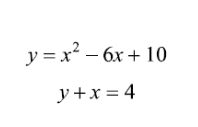 y = x² – 6x + 10
y + x = 4